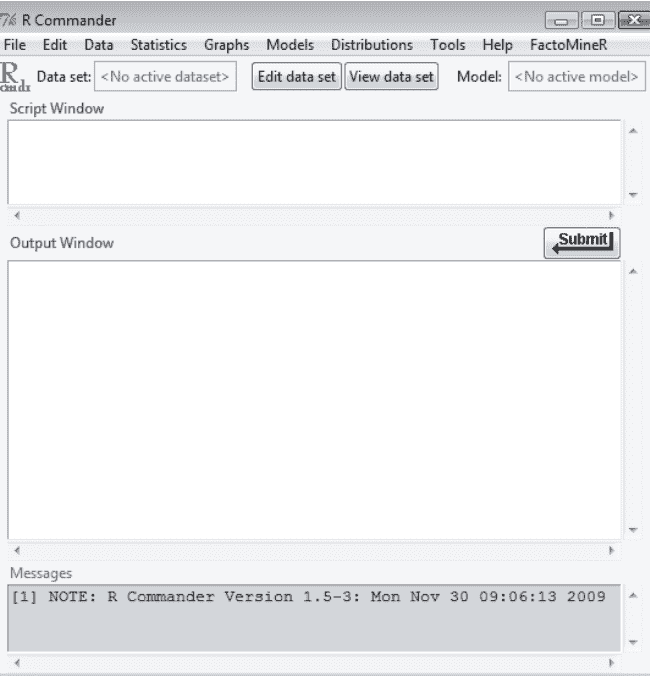 7% R Commander
File Edit Data Statistics Graphs Models Distributions Tools Help FactoMineR
R cmdr Data set: <No active dataset> Edit data set View data set Model: <No active model>
Script Window
Output Window Submit
Messages
[1] NOTE: R Commander Version 1.5-3: Mon Nov 30 09:06:13 2009